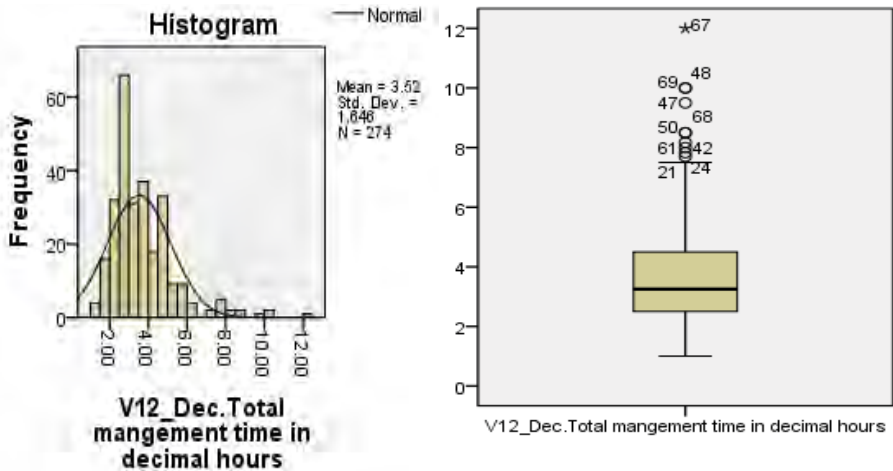 Histogram
Normal
Mean = 3.52
Std. Dev. =
1,646
N = 274
Frequency
60
40
20
0
2.00
4.00
6.00
8.00
10.00
12.00
V12_Dec.Total
mangement time in
decimal hours
12
10
8
6
4
2
0
67
69 48
47
50 68
61 42
21 24
V12_Dec.Total mangement time in decimal hours